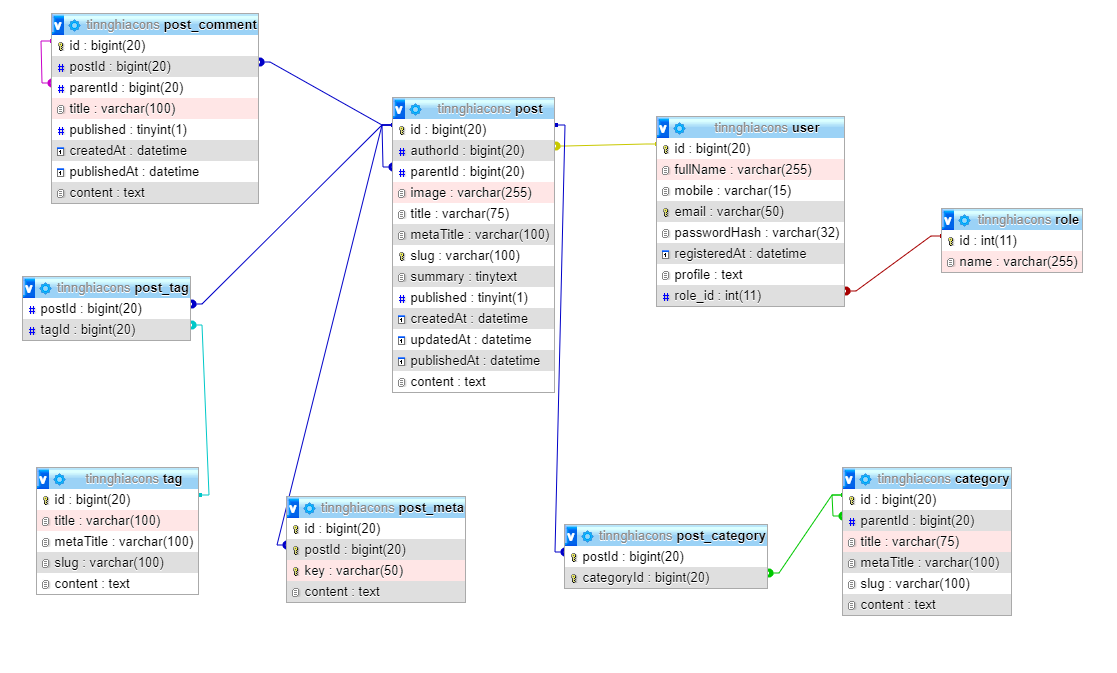 tinnghiacons post_comment
id : bigint(20)
postId : bigint(20)
parentId : bigint(20)
title : varchar(100)
published : tinyint(1)
createdAt : datetime
publishedAt : datetime
content : text
tinnghiacons post
id : bigint(20)
authorId : bigint(20)
parentId : bigint(20)
image : varchar(255)
title : varchar(75)
metaTitle : varchar(100)
slug : varchar(100)
summary : tinytext
published : tinyint(1)
createdAt : datetime
updatedAt : datetime
publishedAt : datetime
content : text
tinnghiacons user
id : bigint(20)
fullName : varchar(255)
mobile : varchar(15)
email : varchar(50)
passwordHash : varchar(32)
registeredAt : datetime
profile : text
role_id : int(11)
tinnghiacons role
id : int(11)
name : varchar(255)
tinnghiacons post_tag
postId : bigint(20)
tagId : bigint(20)
tinnghiacons tag
id : bigint(20)
title : varchar(100)
metaTitle : varchar(100)
slug : varchar(100)
content : text
tinnghiacons post_meta
id : bigint(20)
postId : bigint(20)
key : varchar(50)
content : text
tinnghiacons post_category
postId : bigint(20)
categoryId : bigint(20)
tinnghiacons category
id : bigint(20)
parentId : bigint(20)
title : varchar(75)
metaTitle : varchar(100)
slug : varchar(100)
content : text